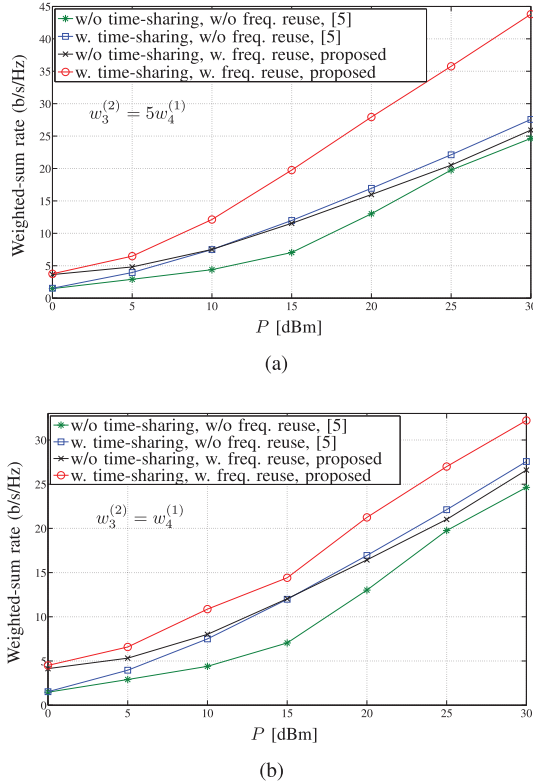 45
40
35
30
25
20
15
10
5
0
Weighted-sum rate (b/s/Hz)
w/o time-sharing, w/o freq. reuse, [5]
w. time-sharing, w/o freq. reuse, [5]
w/o time-sharing, w. freq. reuse, proposed
w. time-sharing, w. freq. reuse, proposed
w_3^{(2)} = 5w_4^{(1)}
0 5 10 15 20 25 30
P [dBm]
(a)
30
25
20
15
10
5
0
Weighted-sum rate (b/s/Hz)
w/o time-sharing, w/o freq. reuse, [5]
w. time-sharing, w/o freq. reuse, [5]
w/o time-sharing, w. freq. reuse, proposed
w. time-sharing, w. freq. reuse, proposed
w_3^{(2)} = w_4^{(1)}
0 5 10 15 20 25 30
P [dBm]
(b)